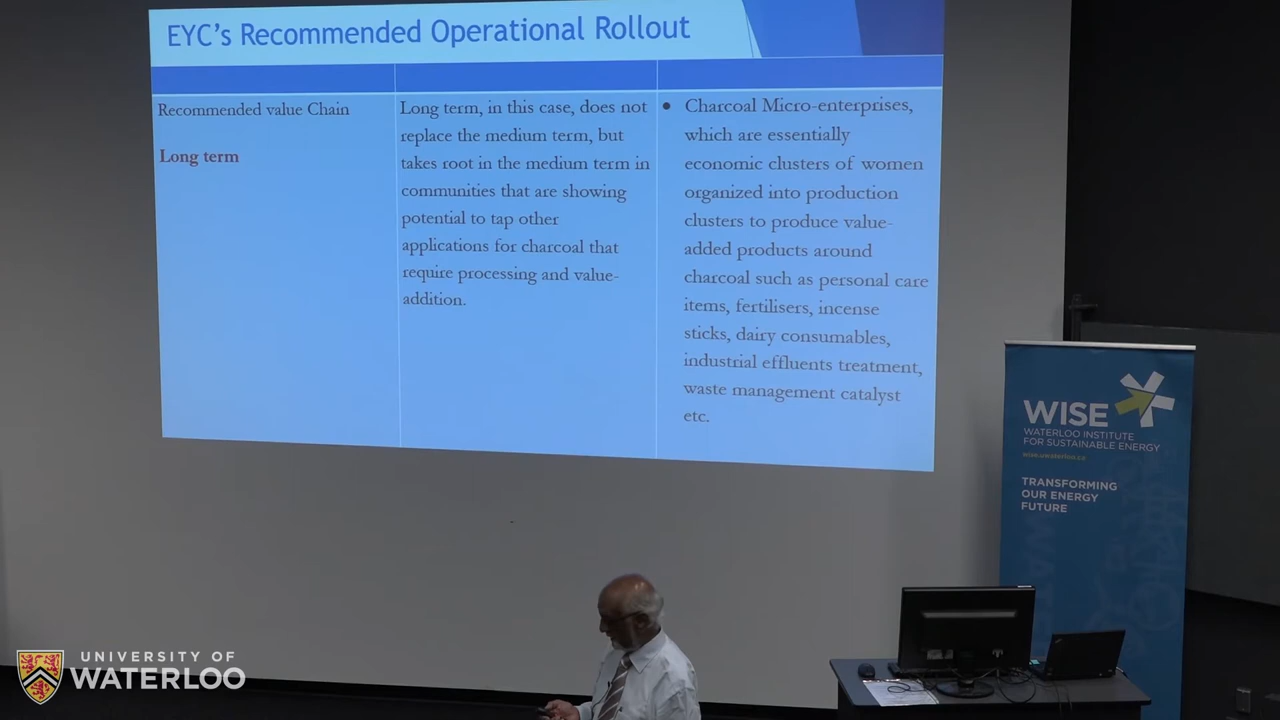 EYC's Recommended Operational Rollout
Recommended value Chain
Long term
Long term, in this case, does not
replace the medium term, but
takes root in the medium term in
communities that are showing
potential to tap other
applications for charcoal that
require processing and value-
addition.
• Charcoal Micro-enterprises,
which are essentially
economic clusters of women
organized into production
clusters to produce value-
added products around
charcoal such as personal care
items, fertilisers, incense
sticks, dairy consumables,
industrial effluents treatment,
waste management catalyst
etc.
WISE
WATERLOO INSTITUTE
FOR SUSTAINABLE ENERGY
wise.uwaterloo.ca
TRANSFORMING
OUR ENERGY
FUTURE
UNIVERSITY OF
WATERLOO